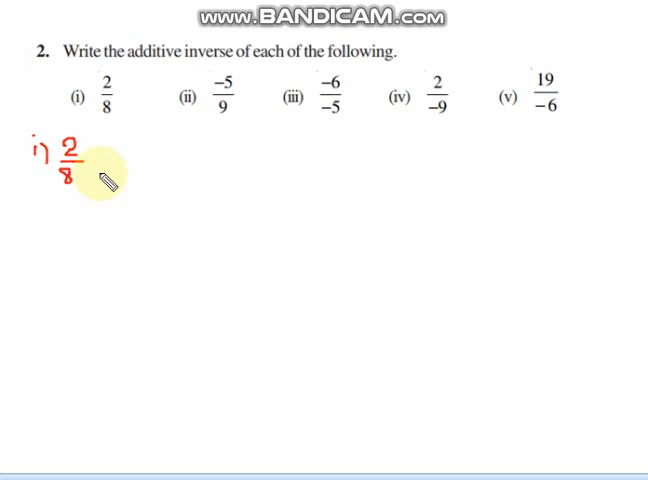 www.BANDICAM.com
2. Write the additive inverse of each of the following.
(i) 2/8 (ii) –5/9 (iii) –6/–5 (iv) 2/–9 (v) 19/–6
i) 2/8